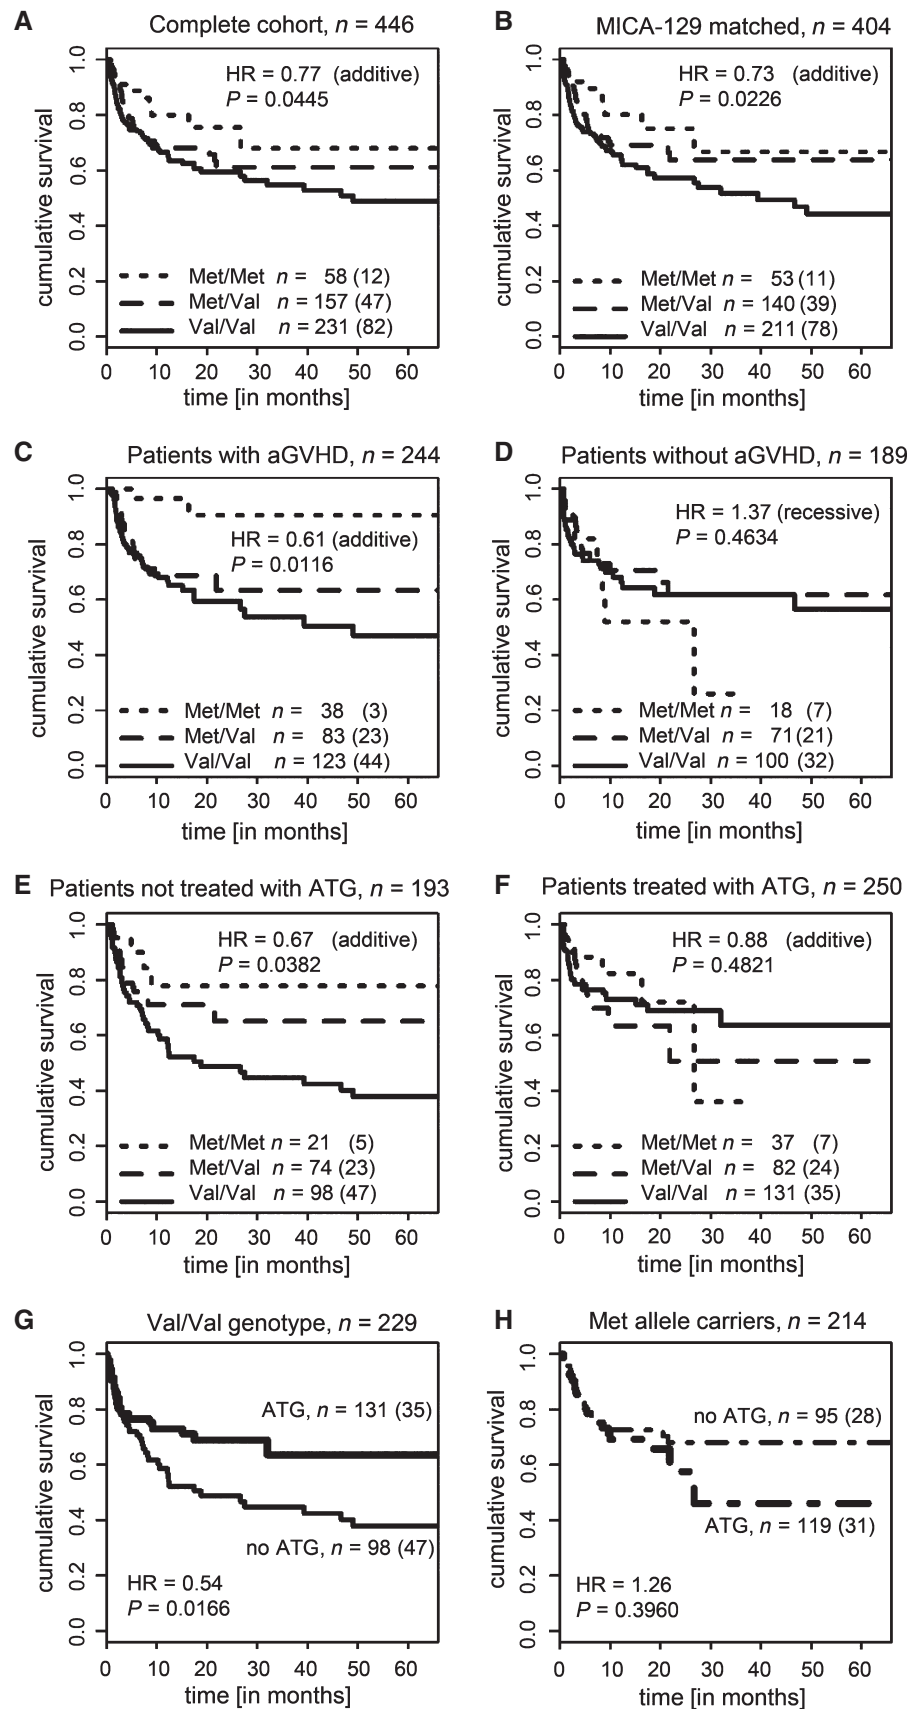 A Complete cohort, n = 446
HR = 0.77 (additive)
P = 0.0445
cumulative survival
0.0 0.2 0.4 0.6 0.8 1.0
Met/Met n = 58 (12)
Met/Val n = 157 (47)
Val/Val n = 231 (82)
0 10 20 30 40 50 60
time [in months]
B MICA-129 matched, n = 404
HR = 0.73 (additive)
P = 0.0226
cumulative survival
0.0 0.2 0.4 0.6 0.8 1.0
Met/Met n = 53 (11)
Met/Val n = 140 (39)
Val/Val n = 211 (78)
0 10 20 30 40 50 60
time [in months]
C Patients with aGVHD, n = 244
HR = 0.61 (additive)
P = 0.0116
cumulative survival
0.0 0.2 0.4 0.6 0.8 1.0
Met/Met n = 38 (3)
Met/Val n = 83 (23)
Val/Val n = 123 (44)
0 10 20 30 40 50 60
time [in months]
D Patients without aGVHD, n = 189
HR = 1.37 (recessive)
P = 0.4634
cumulative survival
0.0 0.2 0.4 0.6 0.8 1.0
Met/Met n = 18 (7)
Met/Val n = 71 (21)
Val/Val n = 100 (32)
0 10 20 30 40 50 60
time [in months]
E Patients not treated with ATG, n = 193
HR = 0.67 (additive)
P = 0.0382
cumulative survival
0.0 0.2 0.4 0.6 0.8 1.0
Met/Met n = 21 (5)
Met/Val n = 74 (23)
Val/Val n = 98 (47)
0 10 20 30 40 50 60
time [in months]
F Patients treated with ATG, n = 250
HR = 0.88 (additive)
P = 0.4821
cumulative survival
0.0 0.2 0.4 0.6 0.8 1.0
Met/Met n = 37 (7)
Met/Val n = 82 (24)
Val/Val n = 131 (35)
0 10 20 30 40 50 60
time [in months]
G Val/Val genotype, n = 229
ATG, n = 131 (35)
cumulative survival
0.0 0.2 0.4 0.6 0.8 1.0
no ATG, n = 98 (47)
HR = 0.54
P = 0.0166
0 10 20 30 40 50 60
time [in months]
H Met allele carriers, n = 214
no ATG, n = 95 (28)
cumulative survival
0.0 0.2 0.4 0.6 0.8 1.0
ATG, n = 119 (31)
HR = 1.26
P = 0.3960
0 10 20 30 40 50 60
time [in months]